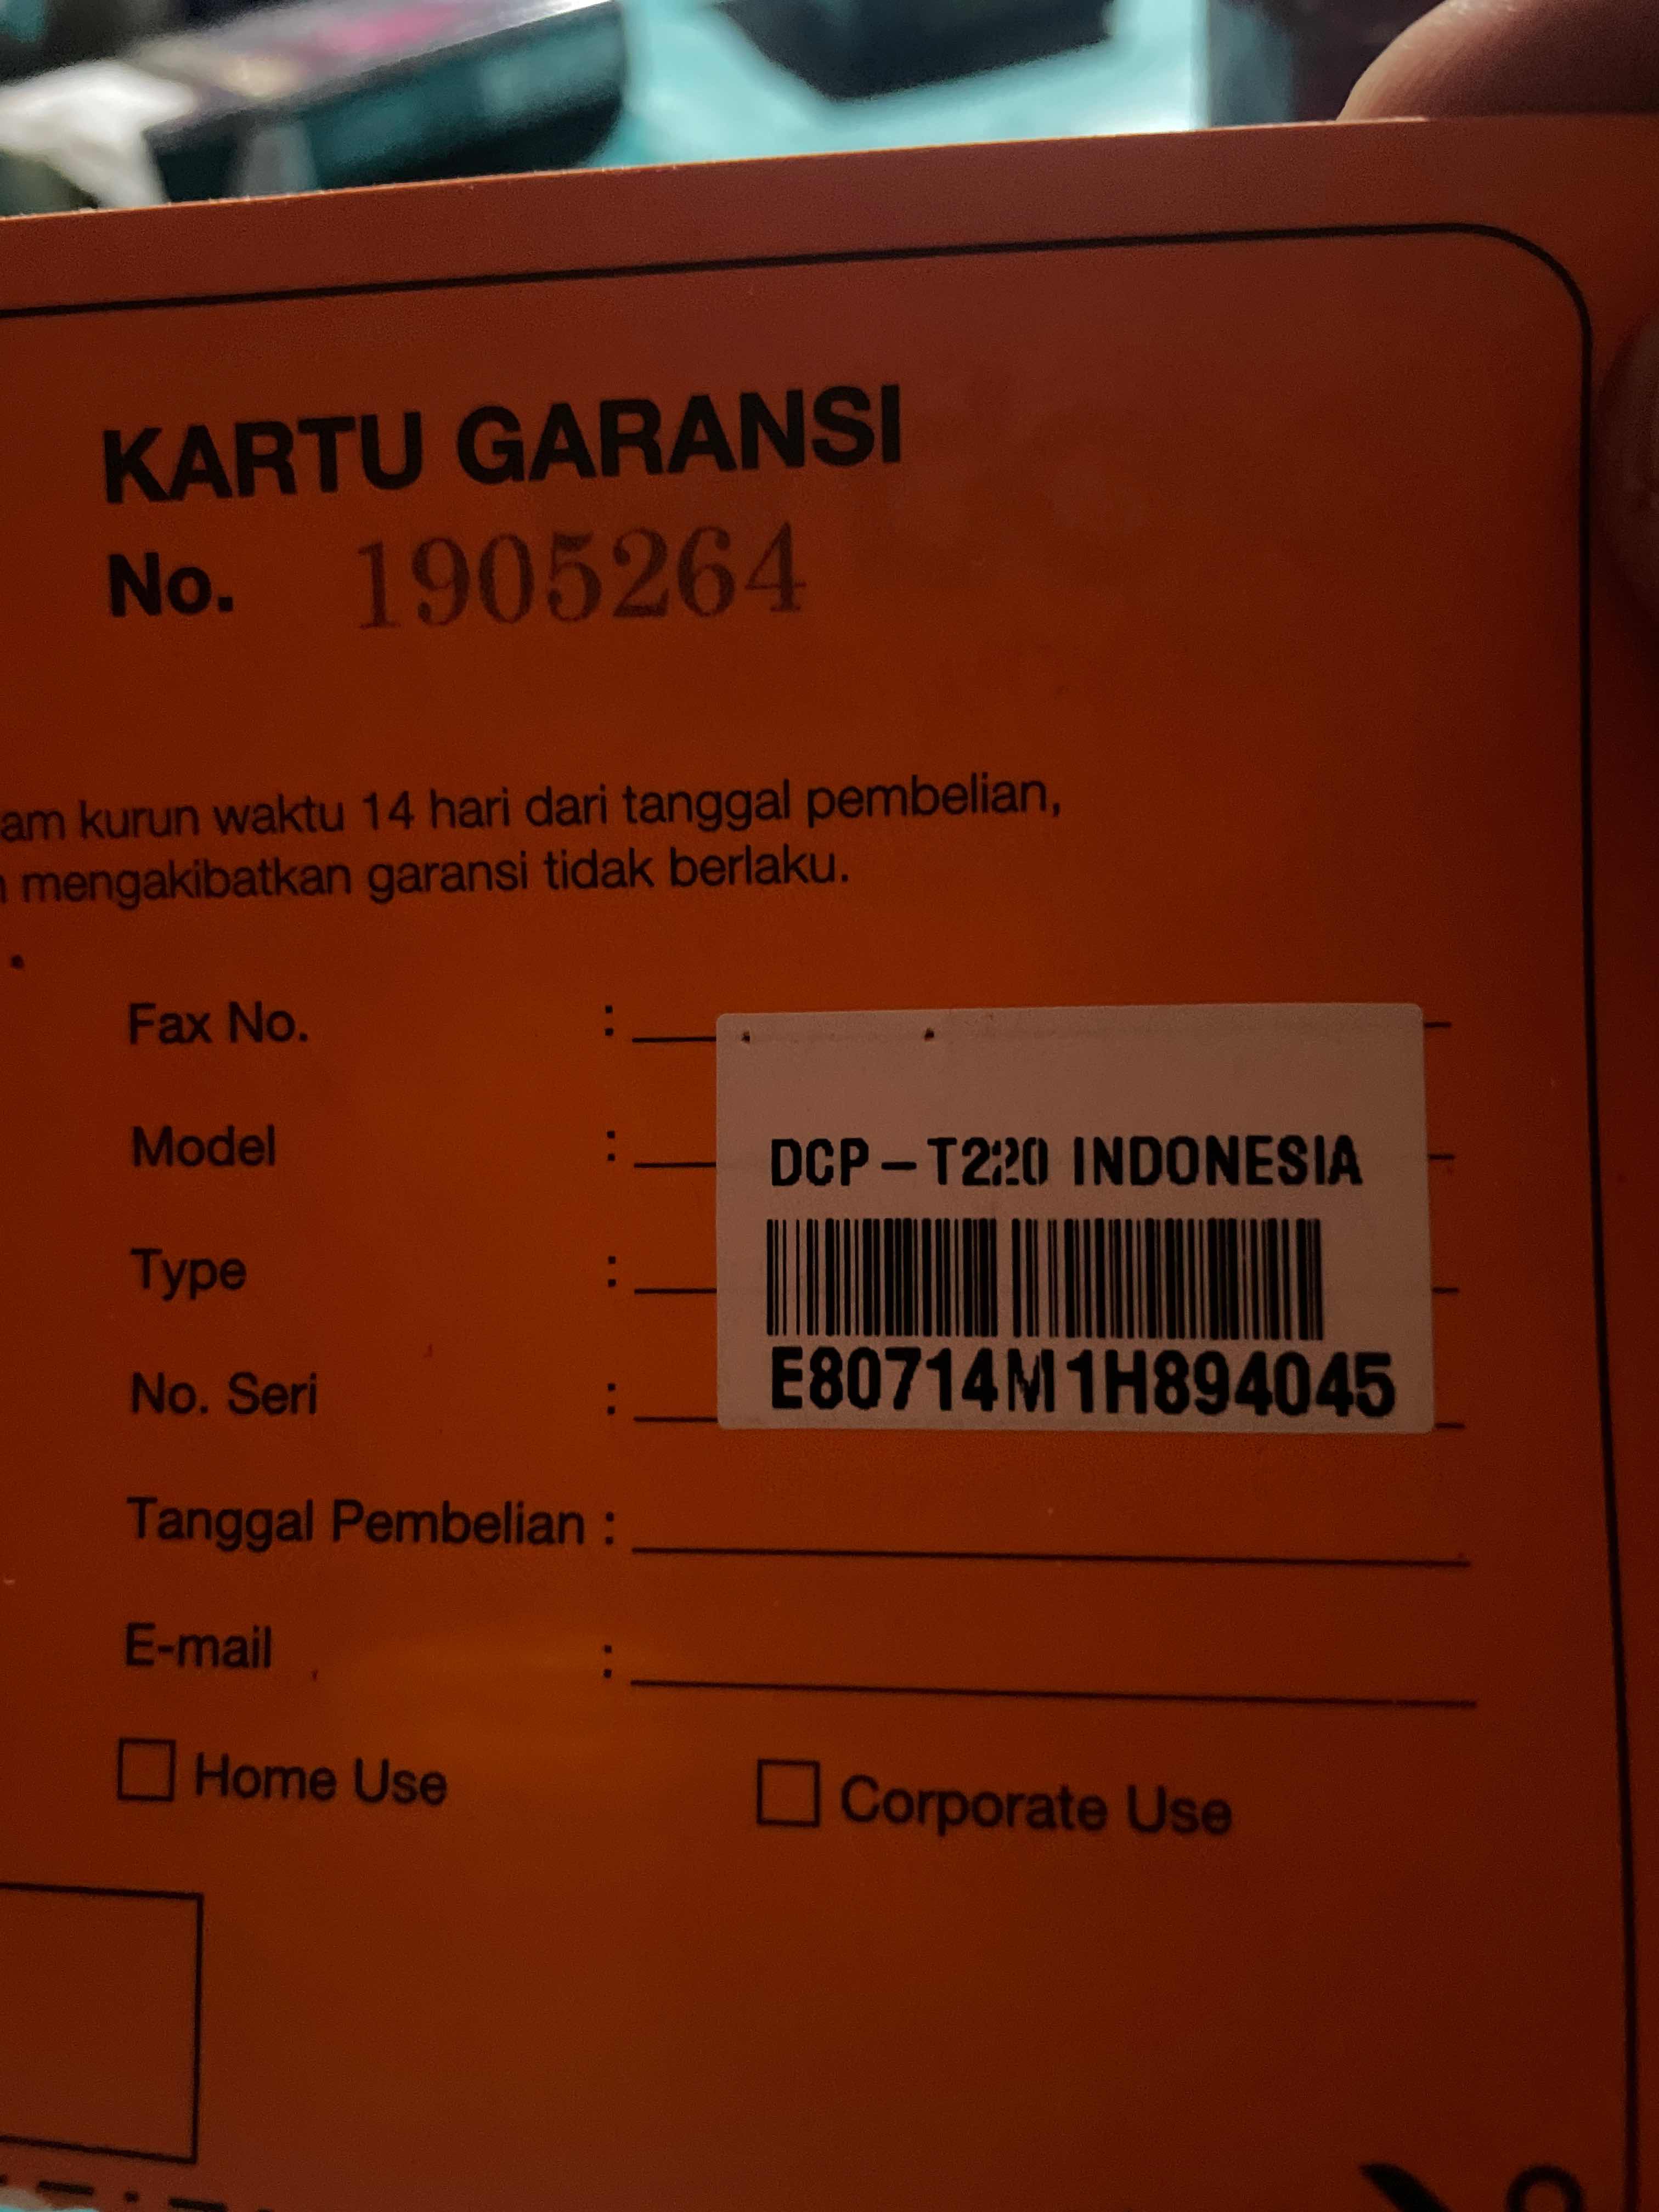 KARTU GARANSI
No. 1905264
am kurun waktu 14 hari dari tanggal pembelian,
mengakibatkan garansi tidak berlaku.
Fax No. :
Model : DCP-T220 INDONESIA
Type :
No. Seri : E80714M1H894045
Tanggal Pembelian :
E-mail :
Home Use Corporate Use